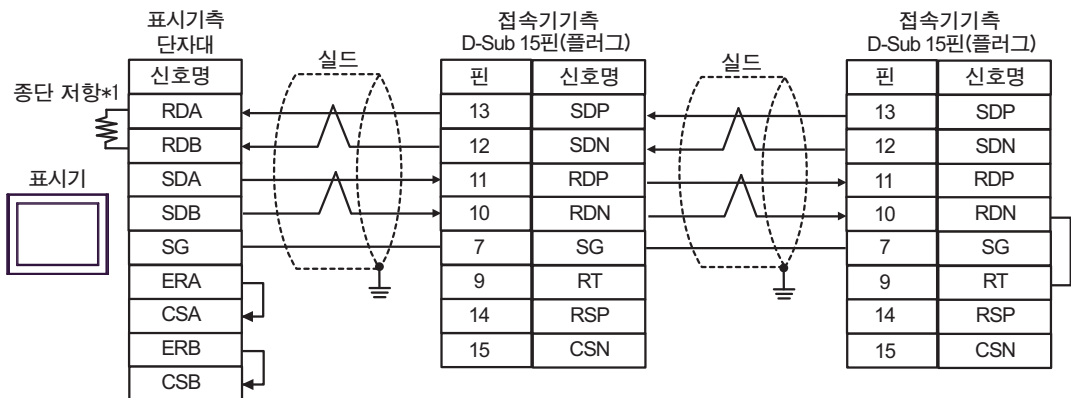 표시기측
단자대
접속기기측
D-Sub 15핀(플러그)
접속기기측
D-Sub 15핀(플러그)
종단 저항*1
표시기
실드
실드
신호명
RDA
RDB
SDA
SDB
SG
ERA
CSA
ERB
CSB
핀 신호명
13 SDP
12 SDN
11 RDP
10 RDN
7 SG
9 RT
14 RSP
15 CSN
핀 신호명
13 SDP
12 SDN
11 RDP
10 RDN
7 SG
9 RT
14 RSP
15 CSN